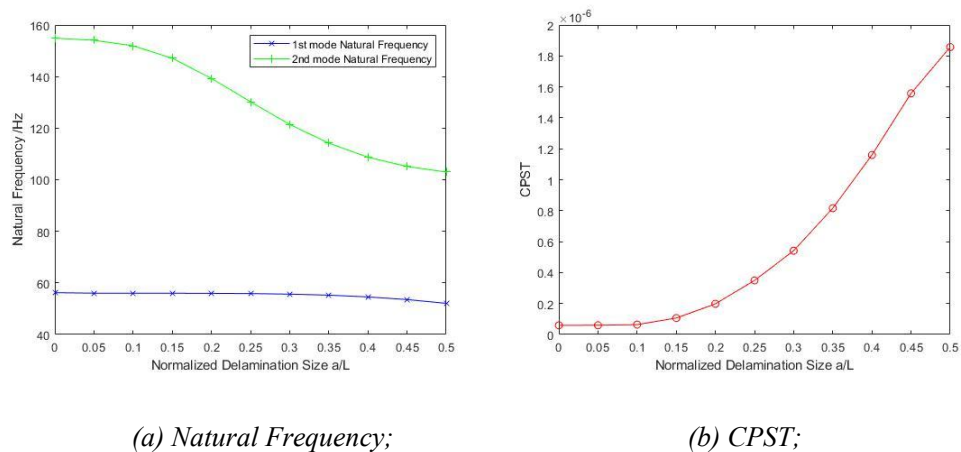 160
140
120
100
80
60
40
Natural Frequency /Hz
1st mode Natural Frequency
2nd mode Natural Frequency
0 0.05 0.1 0.15 0.2 0.25 0.3 0.35 0.4 0.45 0.5
Normalized Delamination Size a/L
×10⁻⁶
2
1.8
1.6
1.4
1.2
1
0.8
0.6
0.4
0.2
0
CPST
0 0.05 0.1 0.15 0.2 0.25 0.3 0.35 0.4 0.45 0.5
Normalized Delamination Size a/L
(a) Natural Frequency;
(b) CPST;